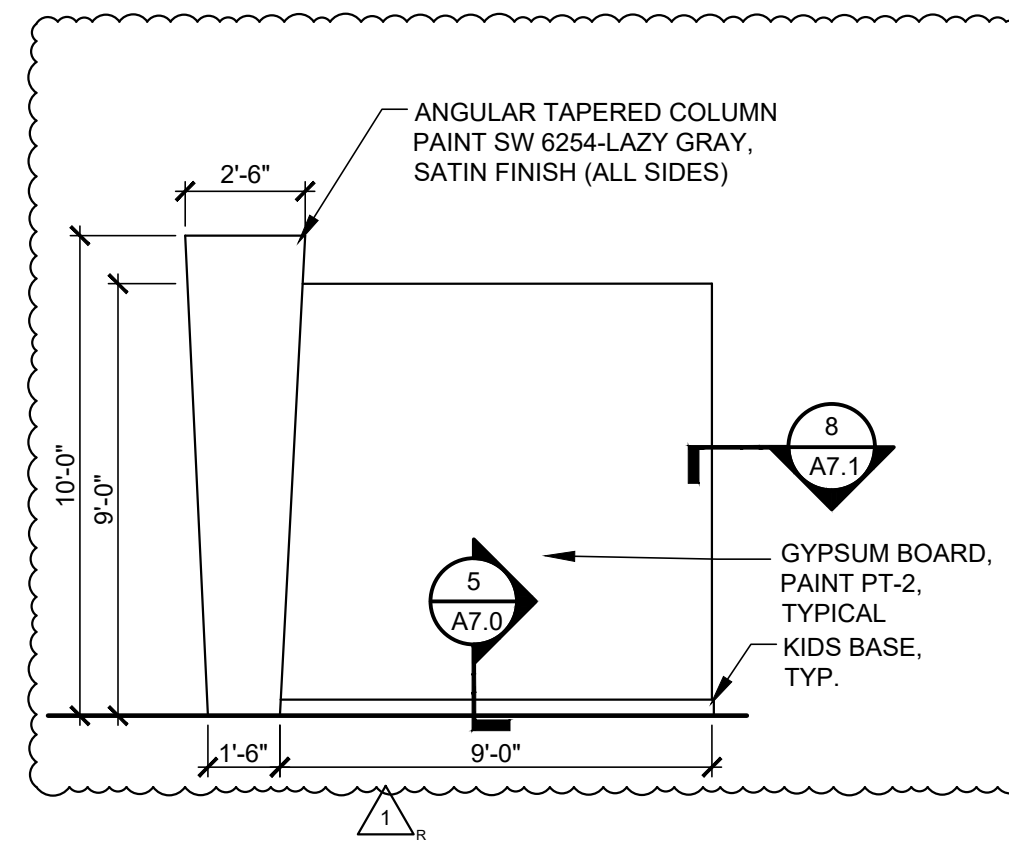 ANGULAR TAPERED COLUMN
PAINT SW 6254-LAZY GRAY,
SATIN FINISH (ALL SIDES)
2'-6"
10'-0"
9'-0"
8
A7.1
5
A7.0
GYPSUM BOARD,
PAINT PT-2,
TYPICAL
KIDS BASE,
TYP.
1'-6"
9'-0"
1
R